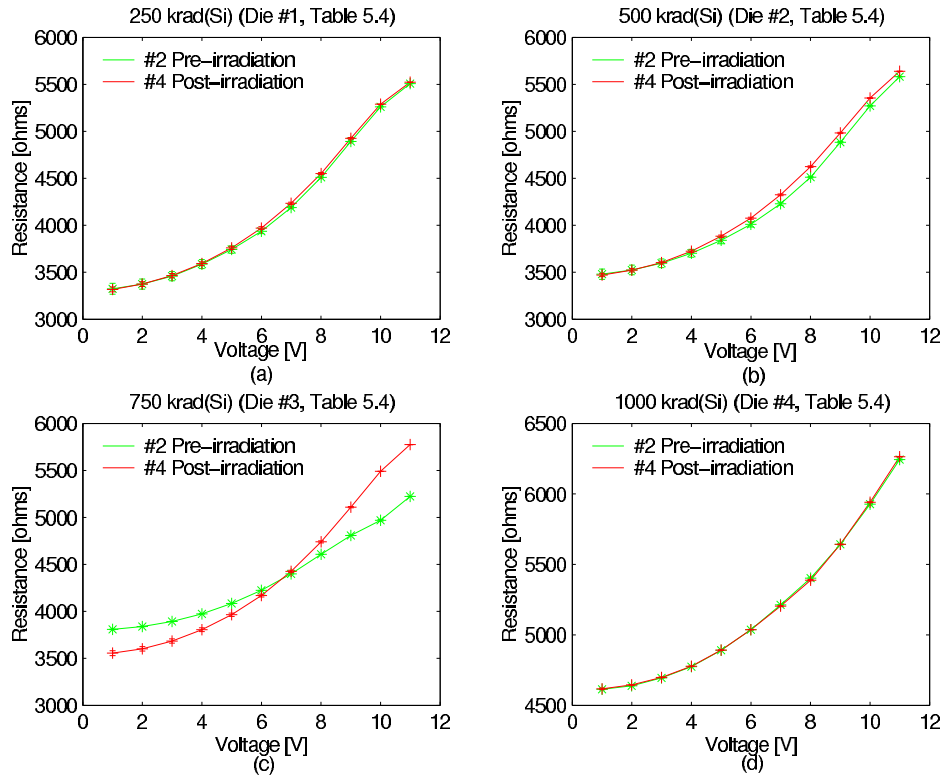 250 krad(Si) (Die #1, Table 5.4)
6000
5500
5000
4500
4000
3500
3000
Resistance [ohms]
#2 Pre-irradiation
#4 Post-irradiation
0 2 4 6 8 10 12
Voltage [V]
(a)
500 krad(Si) (Die #2, Table 5.4)
6000
5500
5000
4500
4000
3500
3000
Resistance [ohms]
#2 Pre-irradiation
#4 Post-irradiation
0 2 4 6 8 10 12
Voltage [V]
(b)
750 krad(Si) (Die #3, Table 5.4)
6000
5500
5000
4500
4000
3500
3000
Resistance [ohms]
#2 Pre-irradiation
#4 Post-irradiation
0 2 4 6 8 10 12
Voltage [V]
(c)
1000 krad(Si) (Die #4, Table 5.4)
6500
6000
5500
5000
4500
Resistance [ohms]
#2 Pre-irradiation
#4 Post-irradiation
0 2 4 6 8 10 12
Voltage [V]
(d)